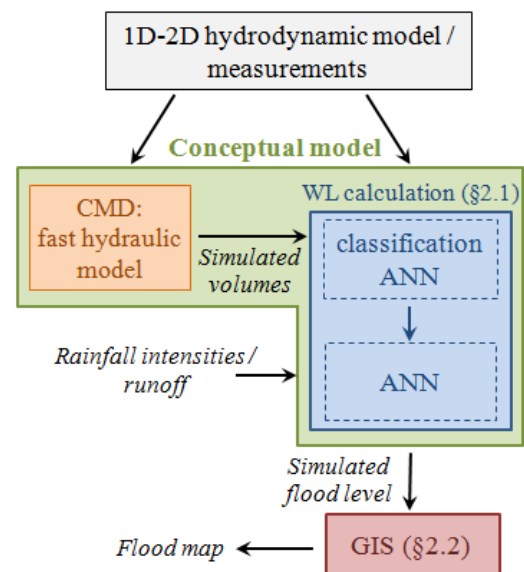 1D-2D hydrodynamic model /
measurements
Conceptual model
WL calculation (§2.1)
CMD:
fast hydraulic
model
Simulated
volumes
classification
ANN
Rainfall intensities /
runoff
ANN
Simulated
flood level
GIS (§2.2)
Flood map